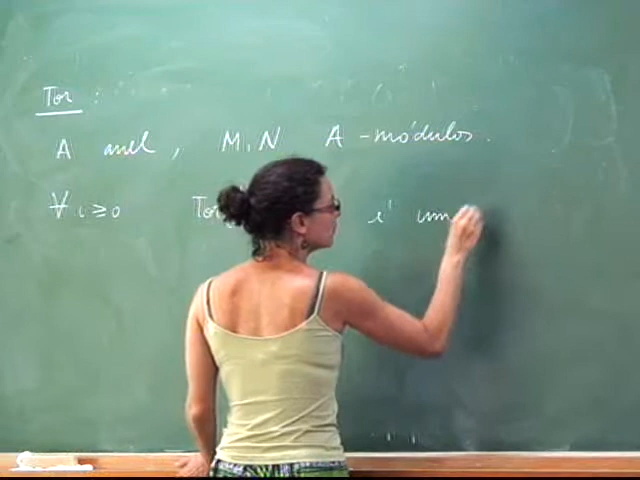 Tor :
A anel , M, N A-módulos.
∀ i ≥ 0 Tor é um